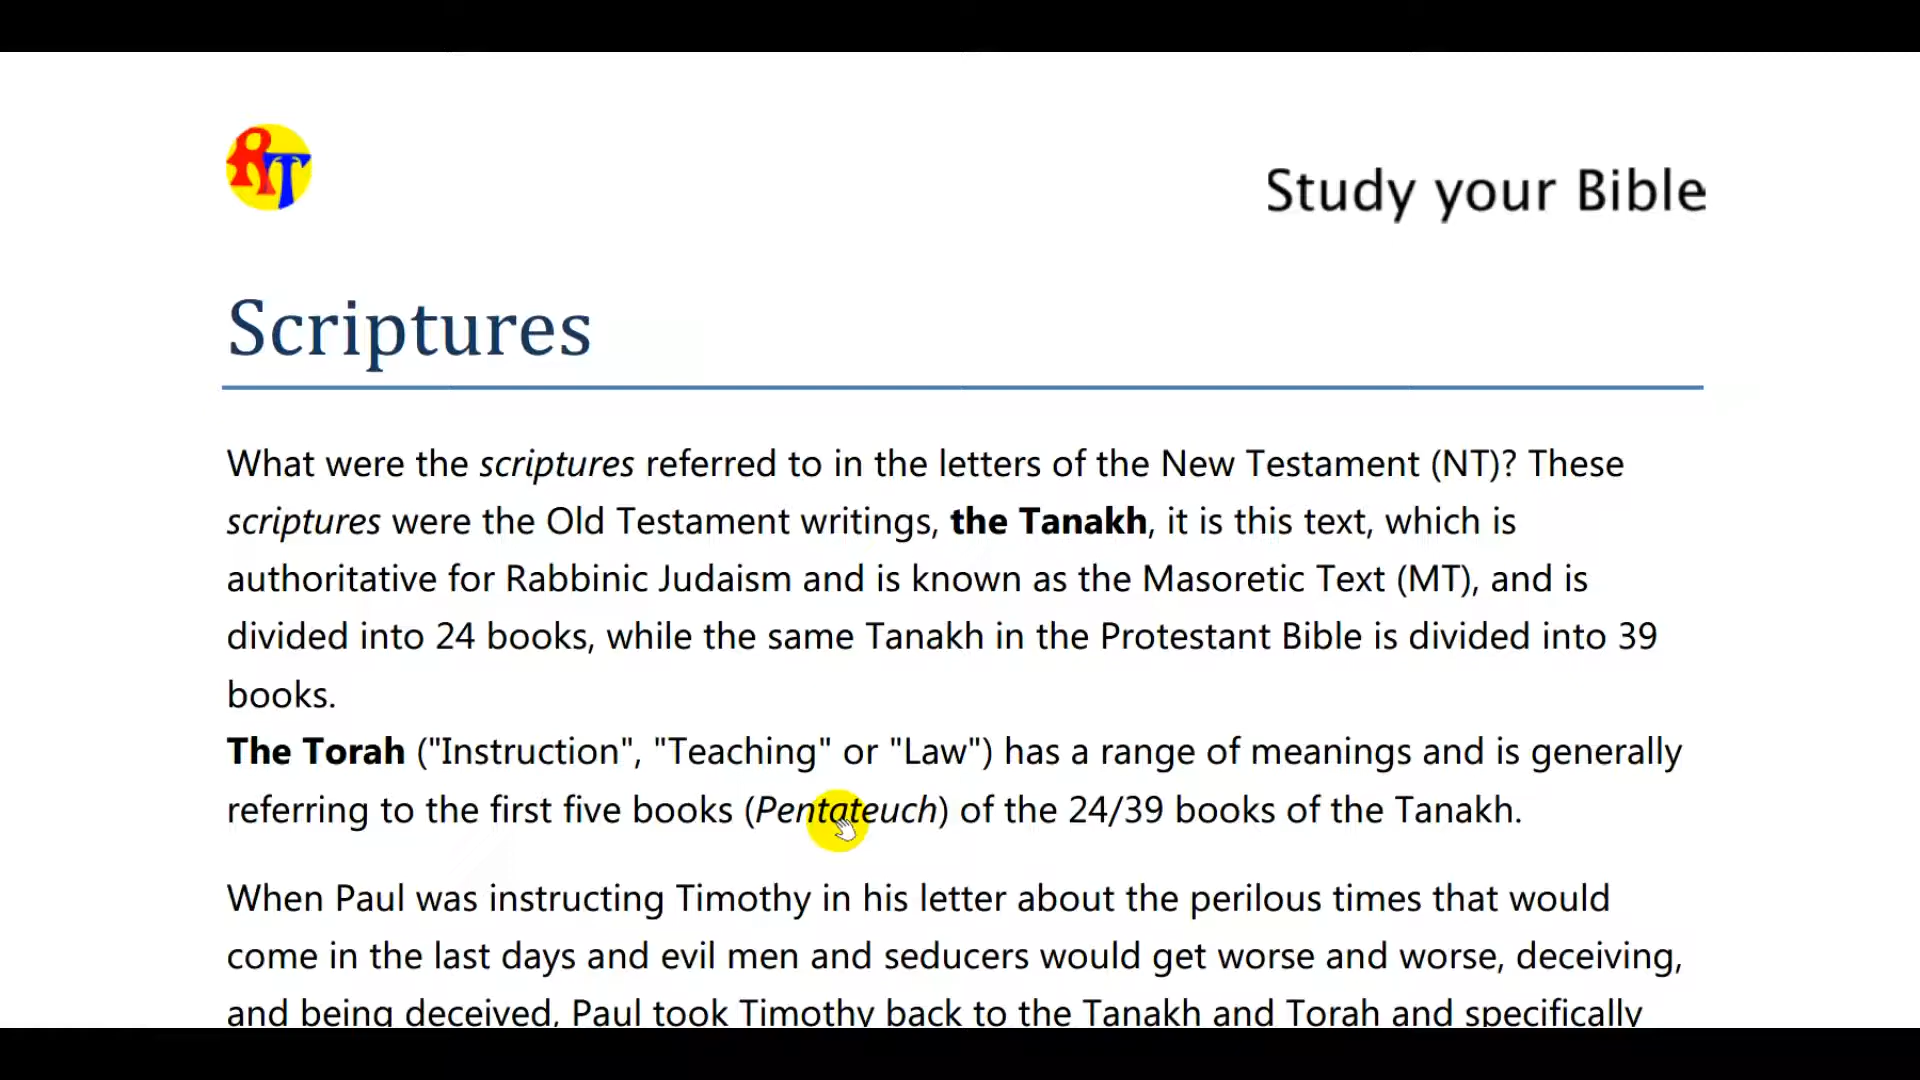 RT
Study your Bible
Scriptures
What were the scriptures referred to in the letters of the New Testament (NT)? These
scriptures were the Old Testament writings, the Tanakh, it is this text, which is
authoritative for Rabbinic Judaism and is known as the Masoretic Text (MT), and is
divided into 24 books, while the same Tanakh in the Protestant Bible is divided into 39
books.
The Torah ("Instruction", "Teaching" or "Law") has a range of meanings and is generally
referring to the first five books (Pentateuch) of the 24/39 books of the Tanakh.
When Paul was instructing Timothy in his letter about the perilous times that would
come in the last days and evil men and seducers would get worse and worse, deceiving,
and being deceived, Paul took Timothy back to the Tanakh and Torah and specifically